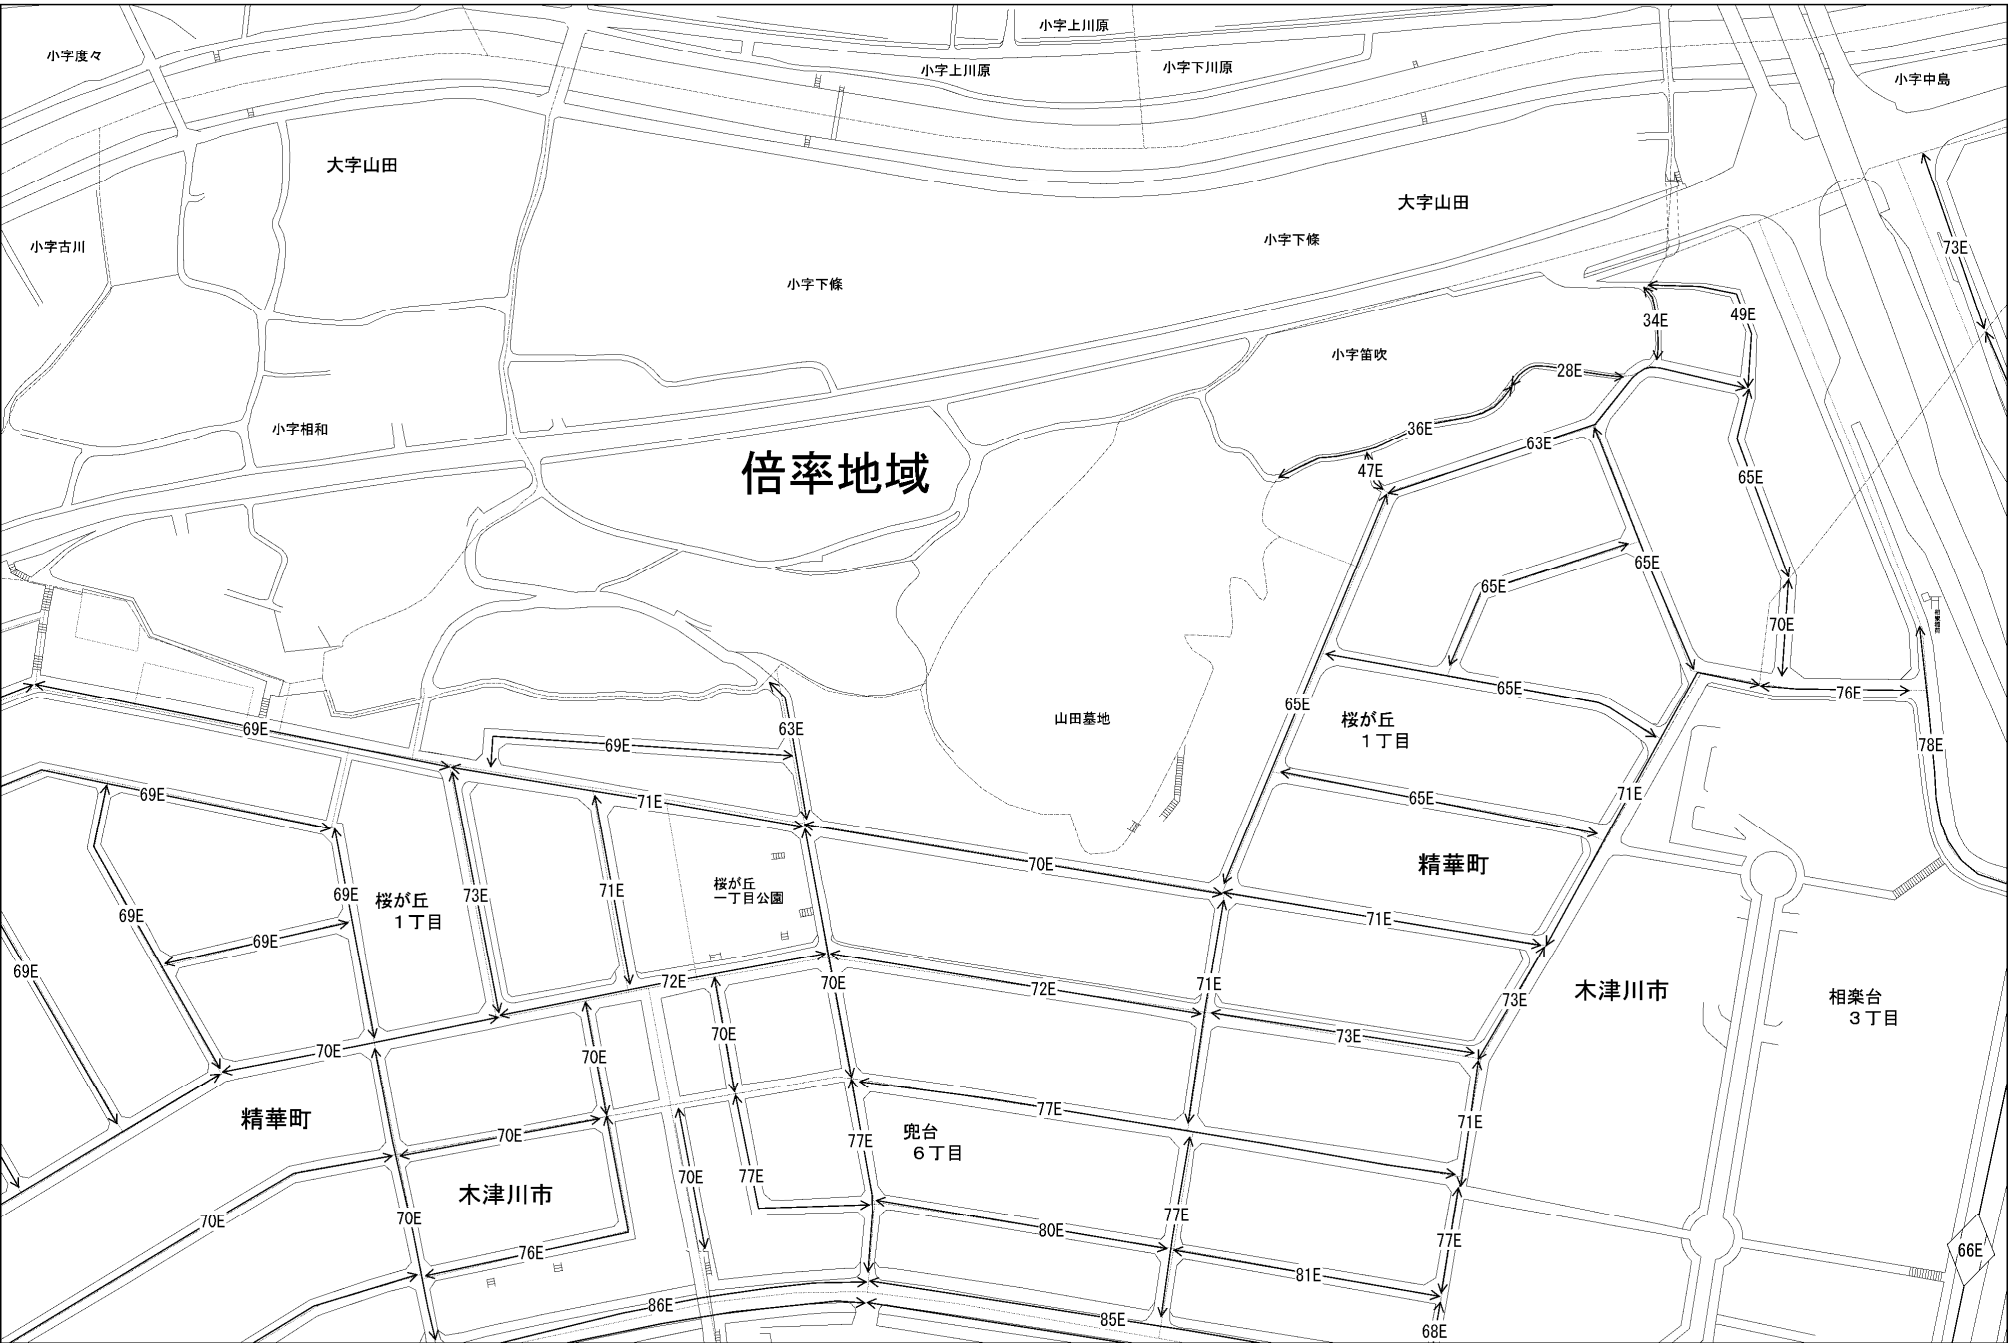 小字上川原
小字度々
小字上川原
小字下川原
小字中島
大字山田
大字山田
小字古川
小字下條
73E
小字下條
34E
49E
小字笛吹
28E
小字相和
36E
63E
47E
倍率地域
65E
65E
65E
70E
65E
76E
65E
山田墓地
桜が丘
1丁目
69E
63E
69E
78E
69E
71E
65E
71E
70E
精華町
桜が丘
一丁目公園
69E
73E
71E
桜が丘
1丁目
69E
71E
69E
69E
72E
70E
71E
72E
73E
木津川市
相楽台
3丁目
70E
70E
70E
73E
精華町
77E
71E
兜台
6丁目
70E
77E
70E
77E
木津川市
70E
70E
77E
80E
77E
76E
66E
81E
86E
85E
68E